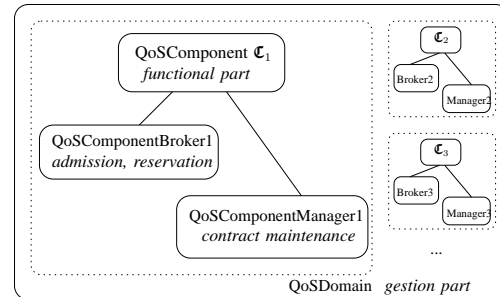 QoSComponent ℭ1
functional part
QoSComponentBroker1
admission, reservation
QoSComponentManager1
contract maintenance
ℭ2
Broker2
Manager2
ℭ3
Broker3
Manager3
...
QoSDomain gestion part